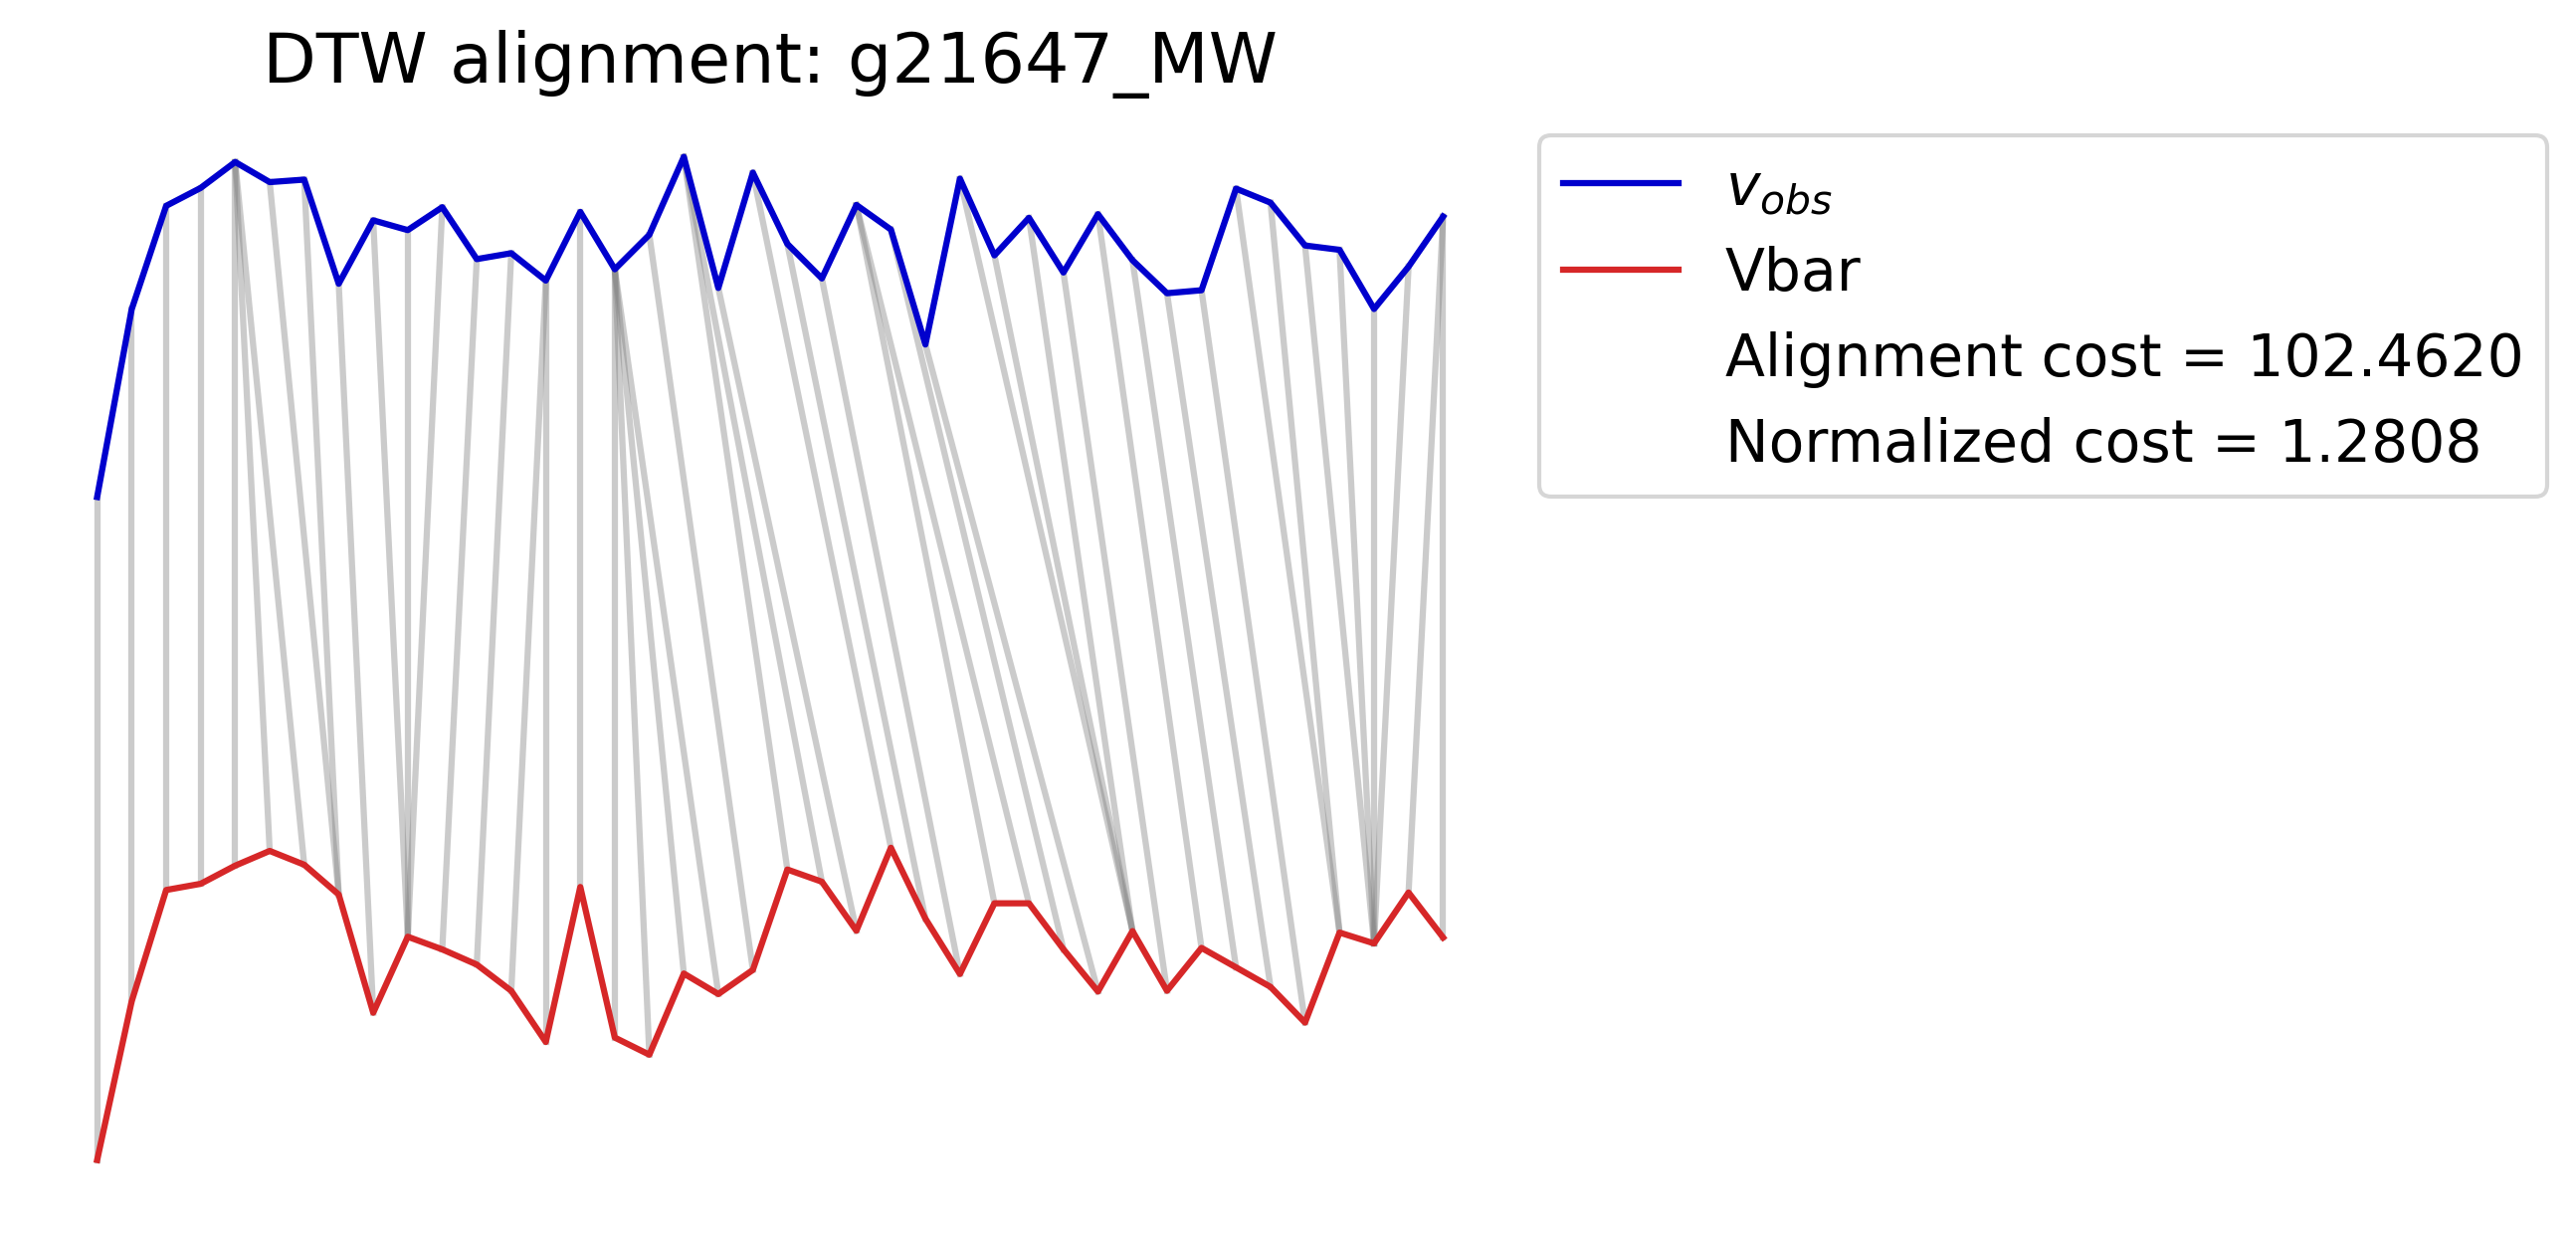 DTW alignment: g21647_MW
v_obs
Vbar
Alignment cost = 102.4620
Normalized cost = 1.2808